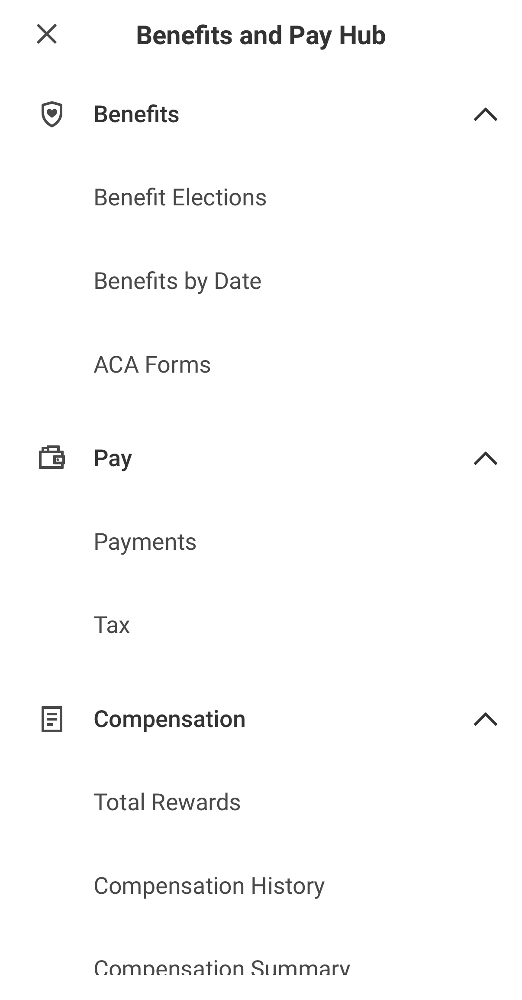 Benefits and Pay Hub
Benefits
Benefit Elections
Benefits by Date
ACA Forms
Pay
Payments
Tax
Compensation
Total Rewards
Compensation History
Compensation Summary